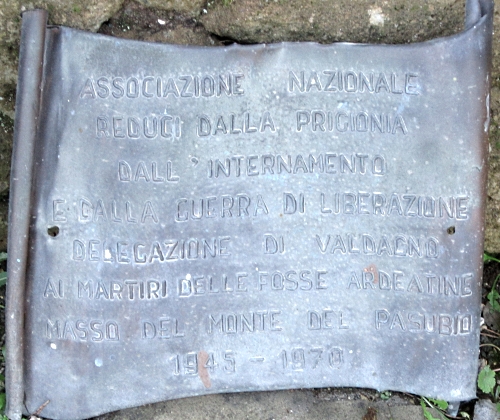 ASSOCIAZIONE NAZIONALE
REDUCI DALLA PRIGIONIA
DALL'INTERNAMENTO
E DALLA GUERRA DI LIBERAZIONE
DELEGAZIONE DI VALDAGNO
AI MARTIRI DELLE FOSSE ARDEATINE
MASSO DEL MONTE DEL PASUBIO
1945 - 1970